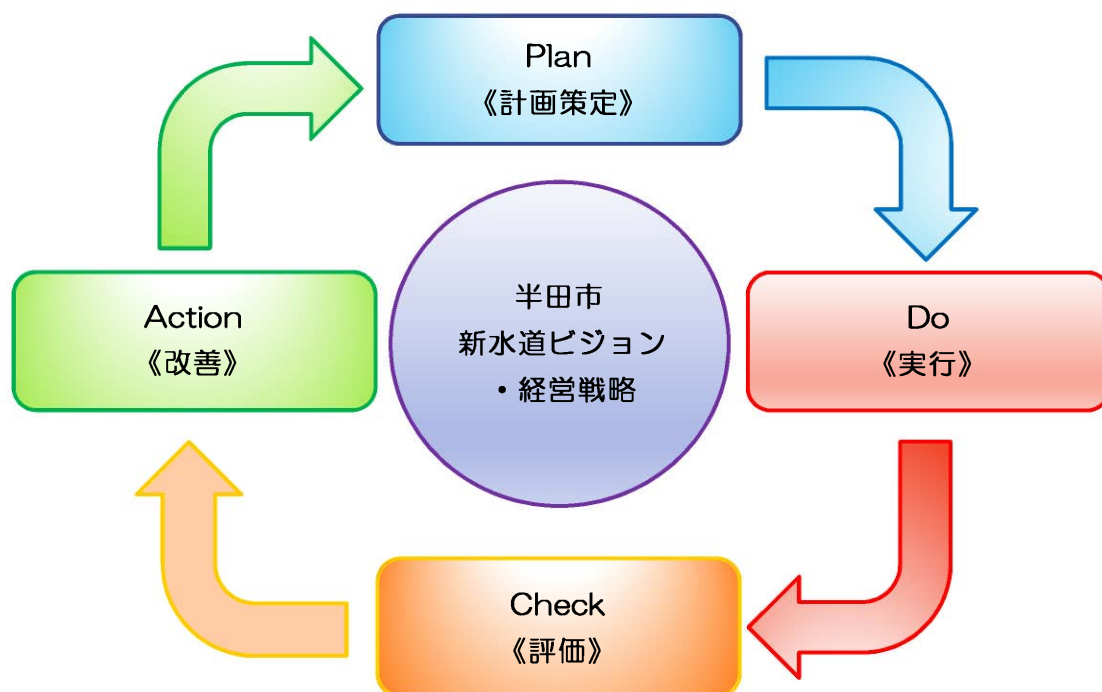 Plan
《計画策定》
Action
《改善》
半田市
新水道ビジョン
・経営戦略
Do
《実行》
Check
《評価》